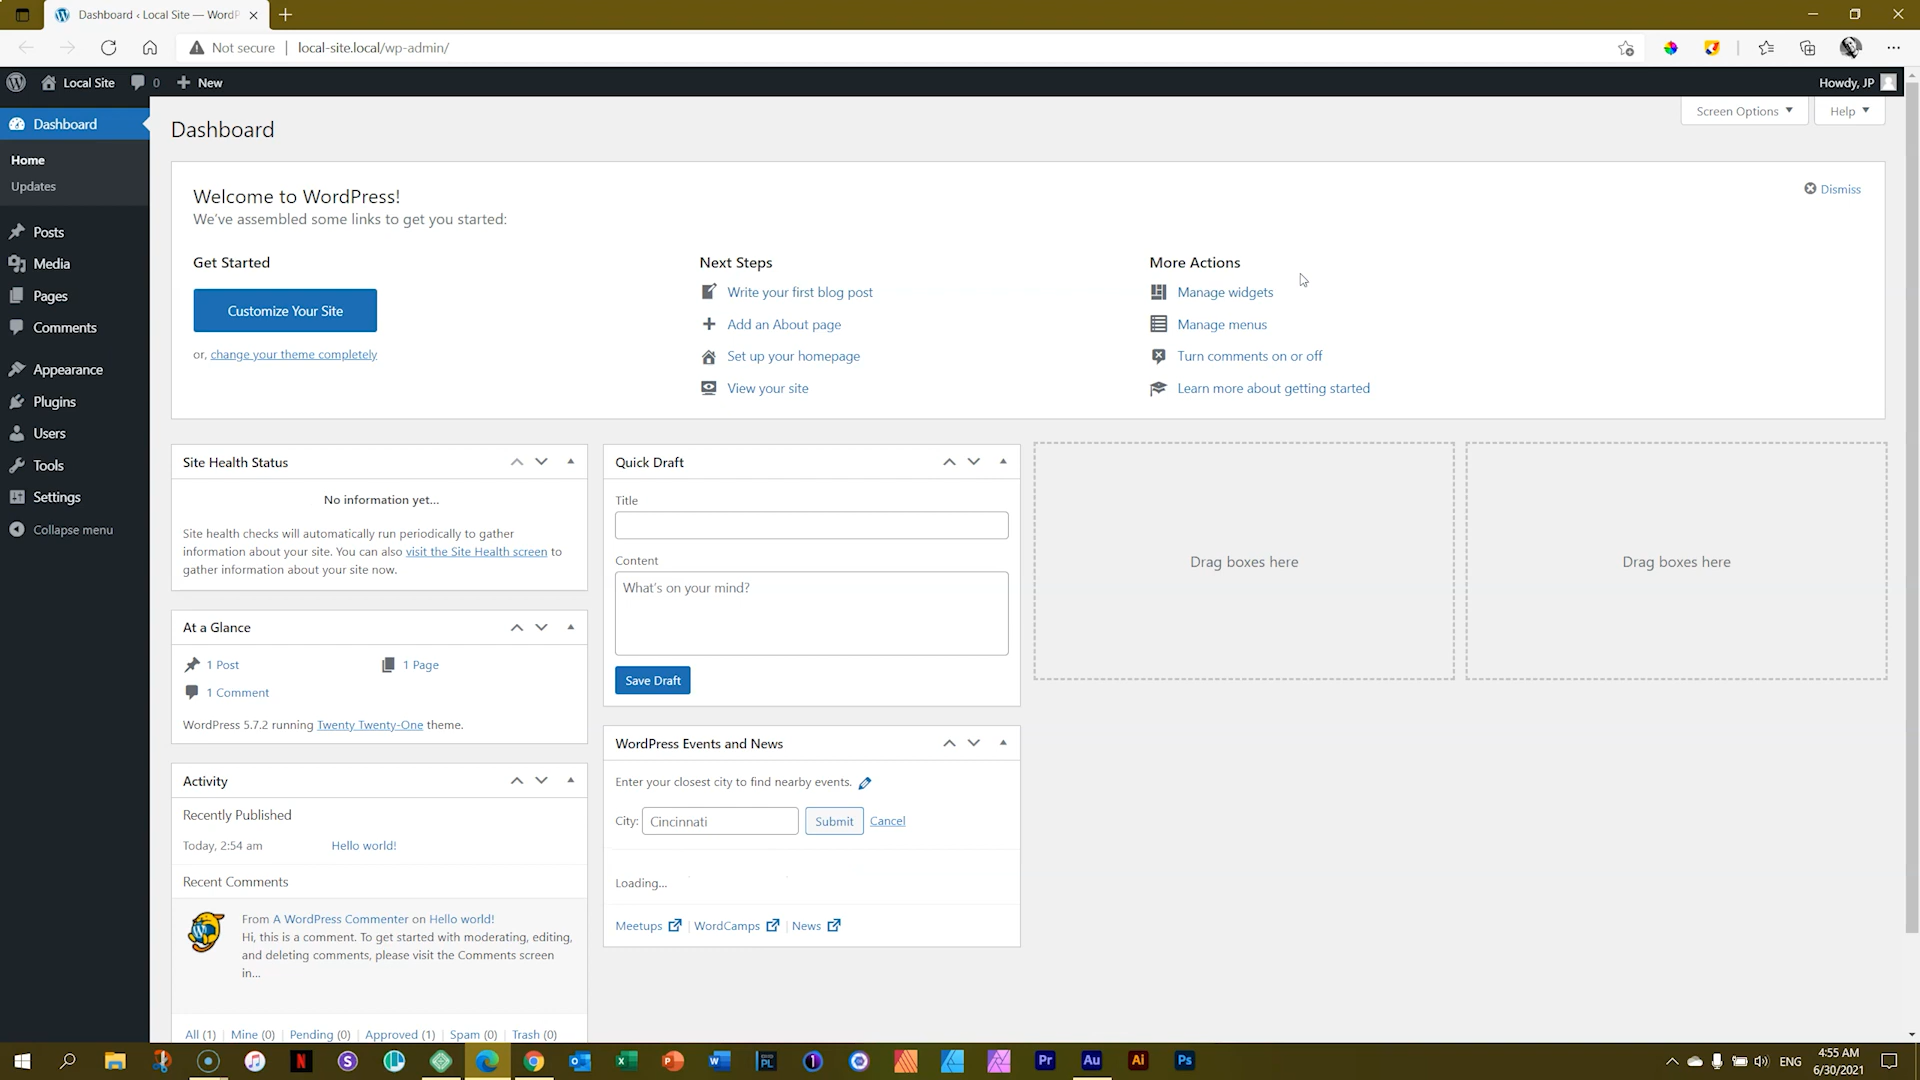 Dashboard ‹ Local Site — WordP
Not secure
local-site.local/wp-admin/
Local Site
0
New
Howdy, JP
Dashboard
Home
Updates
Posts
Media
Pages
Comments
Appearance
Plugins
Users
Tools
Settings
Collapse menu
Dashboard
Screen Options
Help
Welcome to WordPress!
We've assembled some links to get you started:
Dismiss
Get Started
Customize Your Site
or, change your theme completely
Next Steps
Write your first blog post
Add an About page
Set up your homepage
View your site
More Actions
Manage widgets
Manage menus
Turn comments on or off
Learn more about getting started
Site Health Status
No information yet...
Site health checks will automatically run periodically to gather
information about your site. You can also visit the Site Health screen to
gather information about your site now.
At a Glance
1 Post
1 Page
1 Comment
WordPress 5.7.2 running Twenty Twenty-One theme.
Activity
Recently Published
Today, 2:54 am
Hello world!
Recent Comments
From A WordPress Commenter on Hello world!
Hi, this is a comment. To get started with moderating, editing,
and deleting comments, please visit the Comments screen
in...
All (1) | Mine (0) | Pending (0) | Approved (1) | Spam (0) | Trash (0)
Quick Draft
Title
Content
What's on your mind?
Save Draft
WordPress Events and News
Enter your closest city to find nearby events.
City:
Cincinnati
Submit
Cancel
Loading...
Meetups | WordCamps | News
Drag boxes here
Drag boxes here
Pr
Au
Ai
Ps
ENG
4:55 AM
6/30/2021